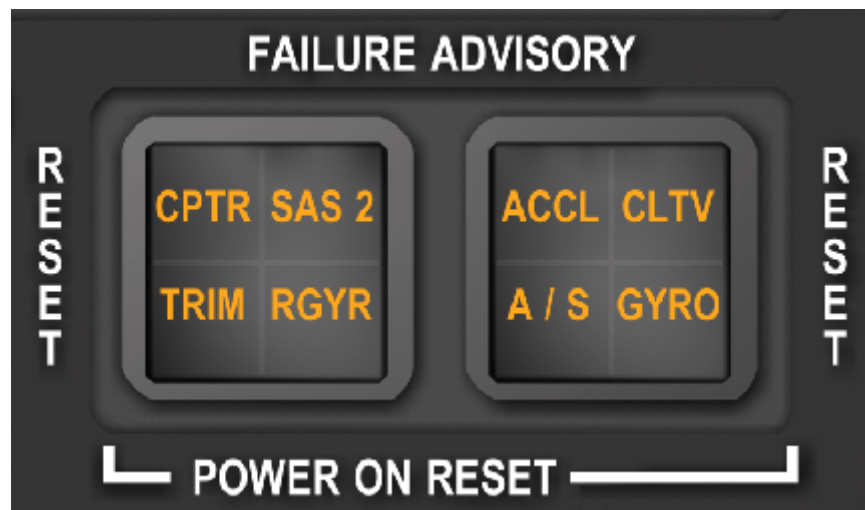 FAILURE ADVISORY
RESET
CPTR SAS 2
TRIM RGYR
ACCL CLTV
A / S GYRO
RESET
POWER ON RESET